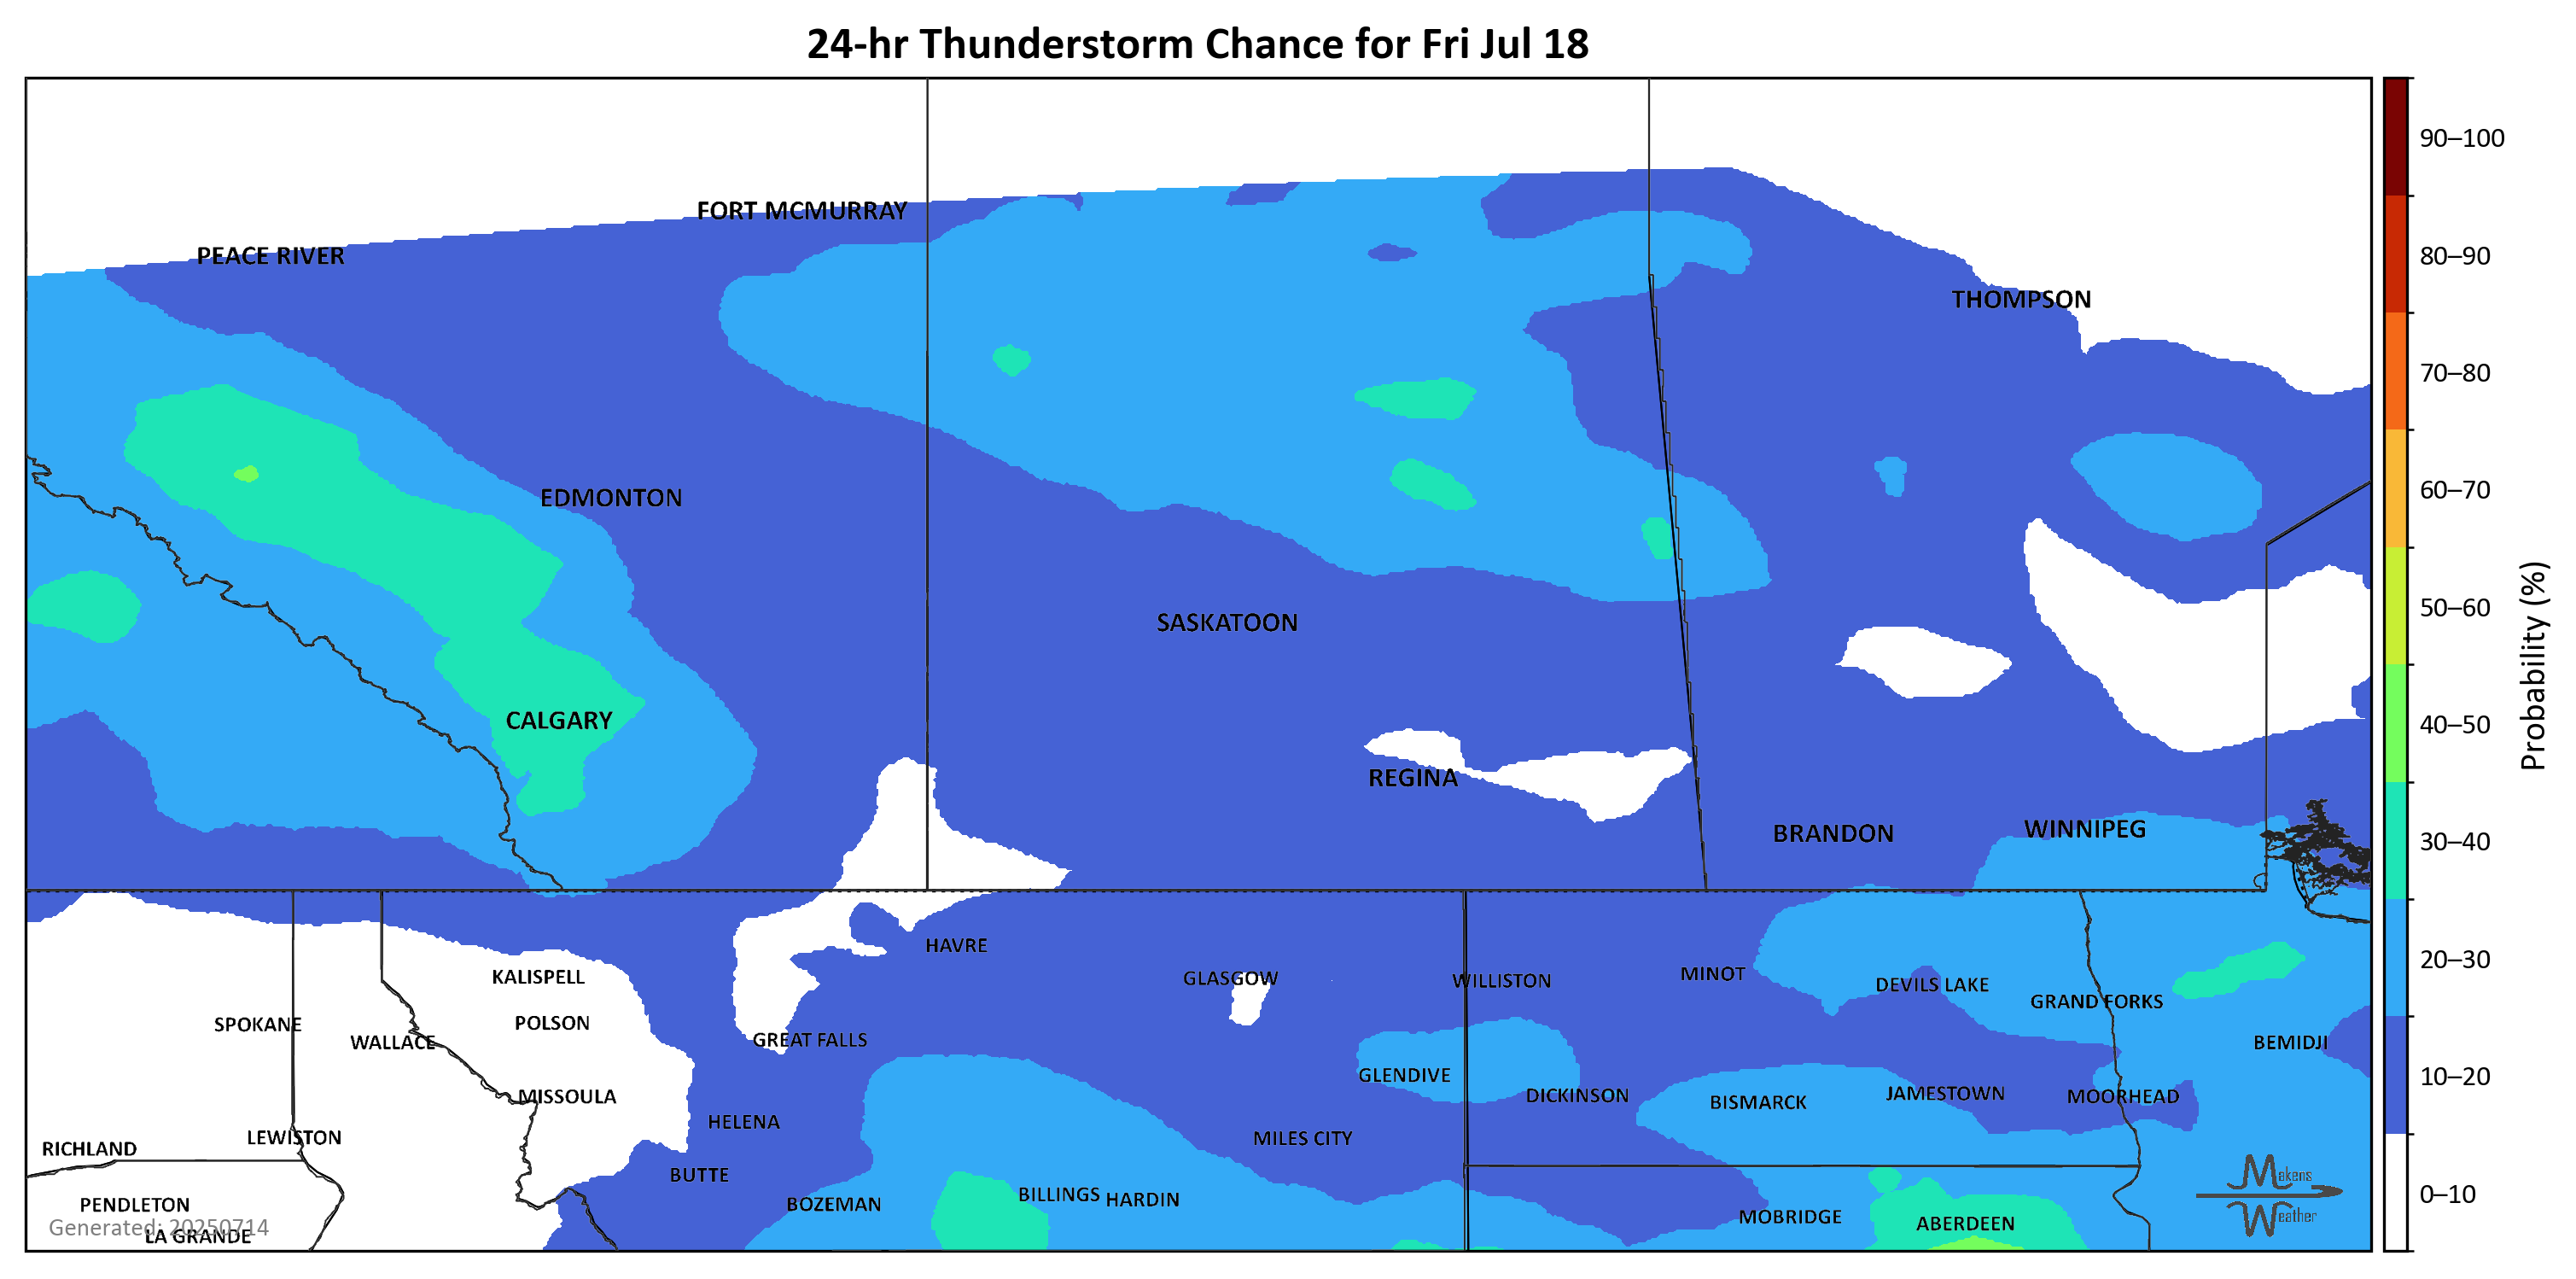 24-hr Thunderstorm Chance for Fri Jul 18
90–100
FORT MCMURRAY
PEACE RIVER
80–90
THOMPSON
70–80
60–70
EDMONTON
50–60
SASKATOON
Probability (%)
CALGARY
40–50
REGINA
WINNIPEG
BRANDON
30–40
HAVRE
20–30
KALISPELL
GLASGOW
WILLISTON
MINOT
DEVILS LAKE
GRAND FORKS
SPOKANE
POLSON
WALLACE
GREAT FALLS
BEMIDJI
GLENDIVE
10–20
MISSOULA
DICKINSON
BISMARCK
JAMESTOWN
MOORHEAD
HELENA
LEWISTON
MILES CITY
RICHLAND
BUTTE
Makens
Weather
0–10
PENDLETON
BOZEMAN
BILLINGS
HARDIN
MOBRIDGE
ABERDEEN
Generated: 20250714
LA GRANDE